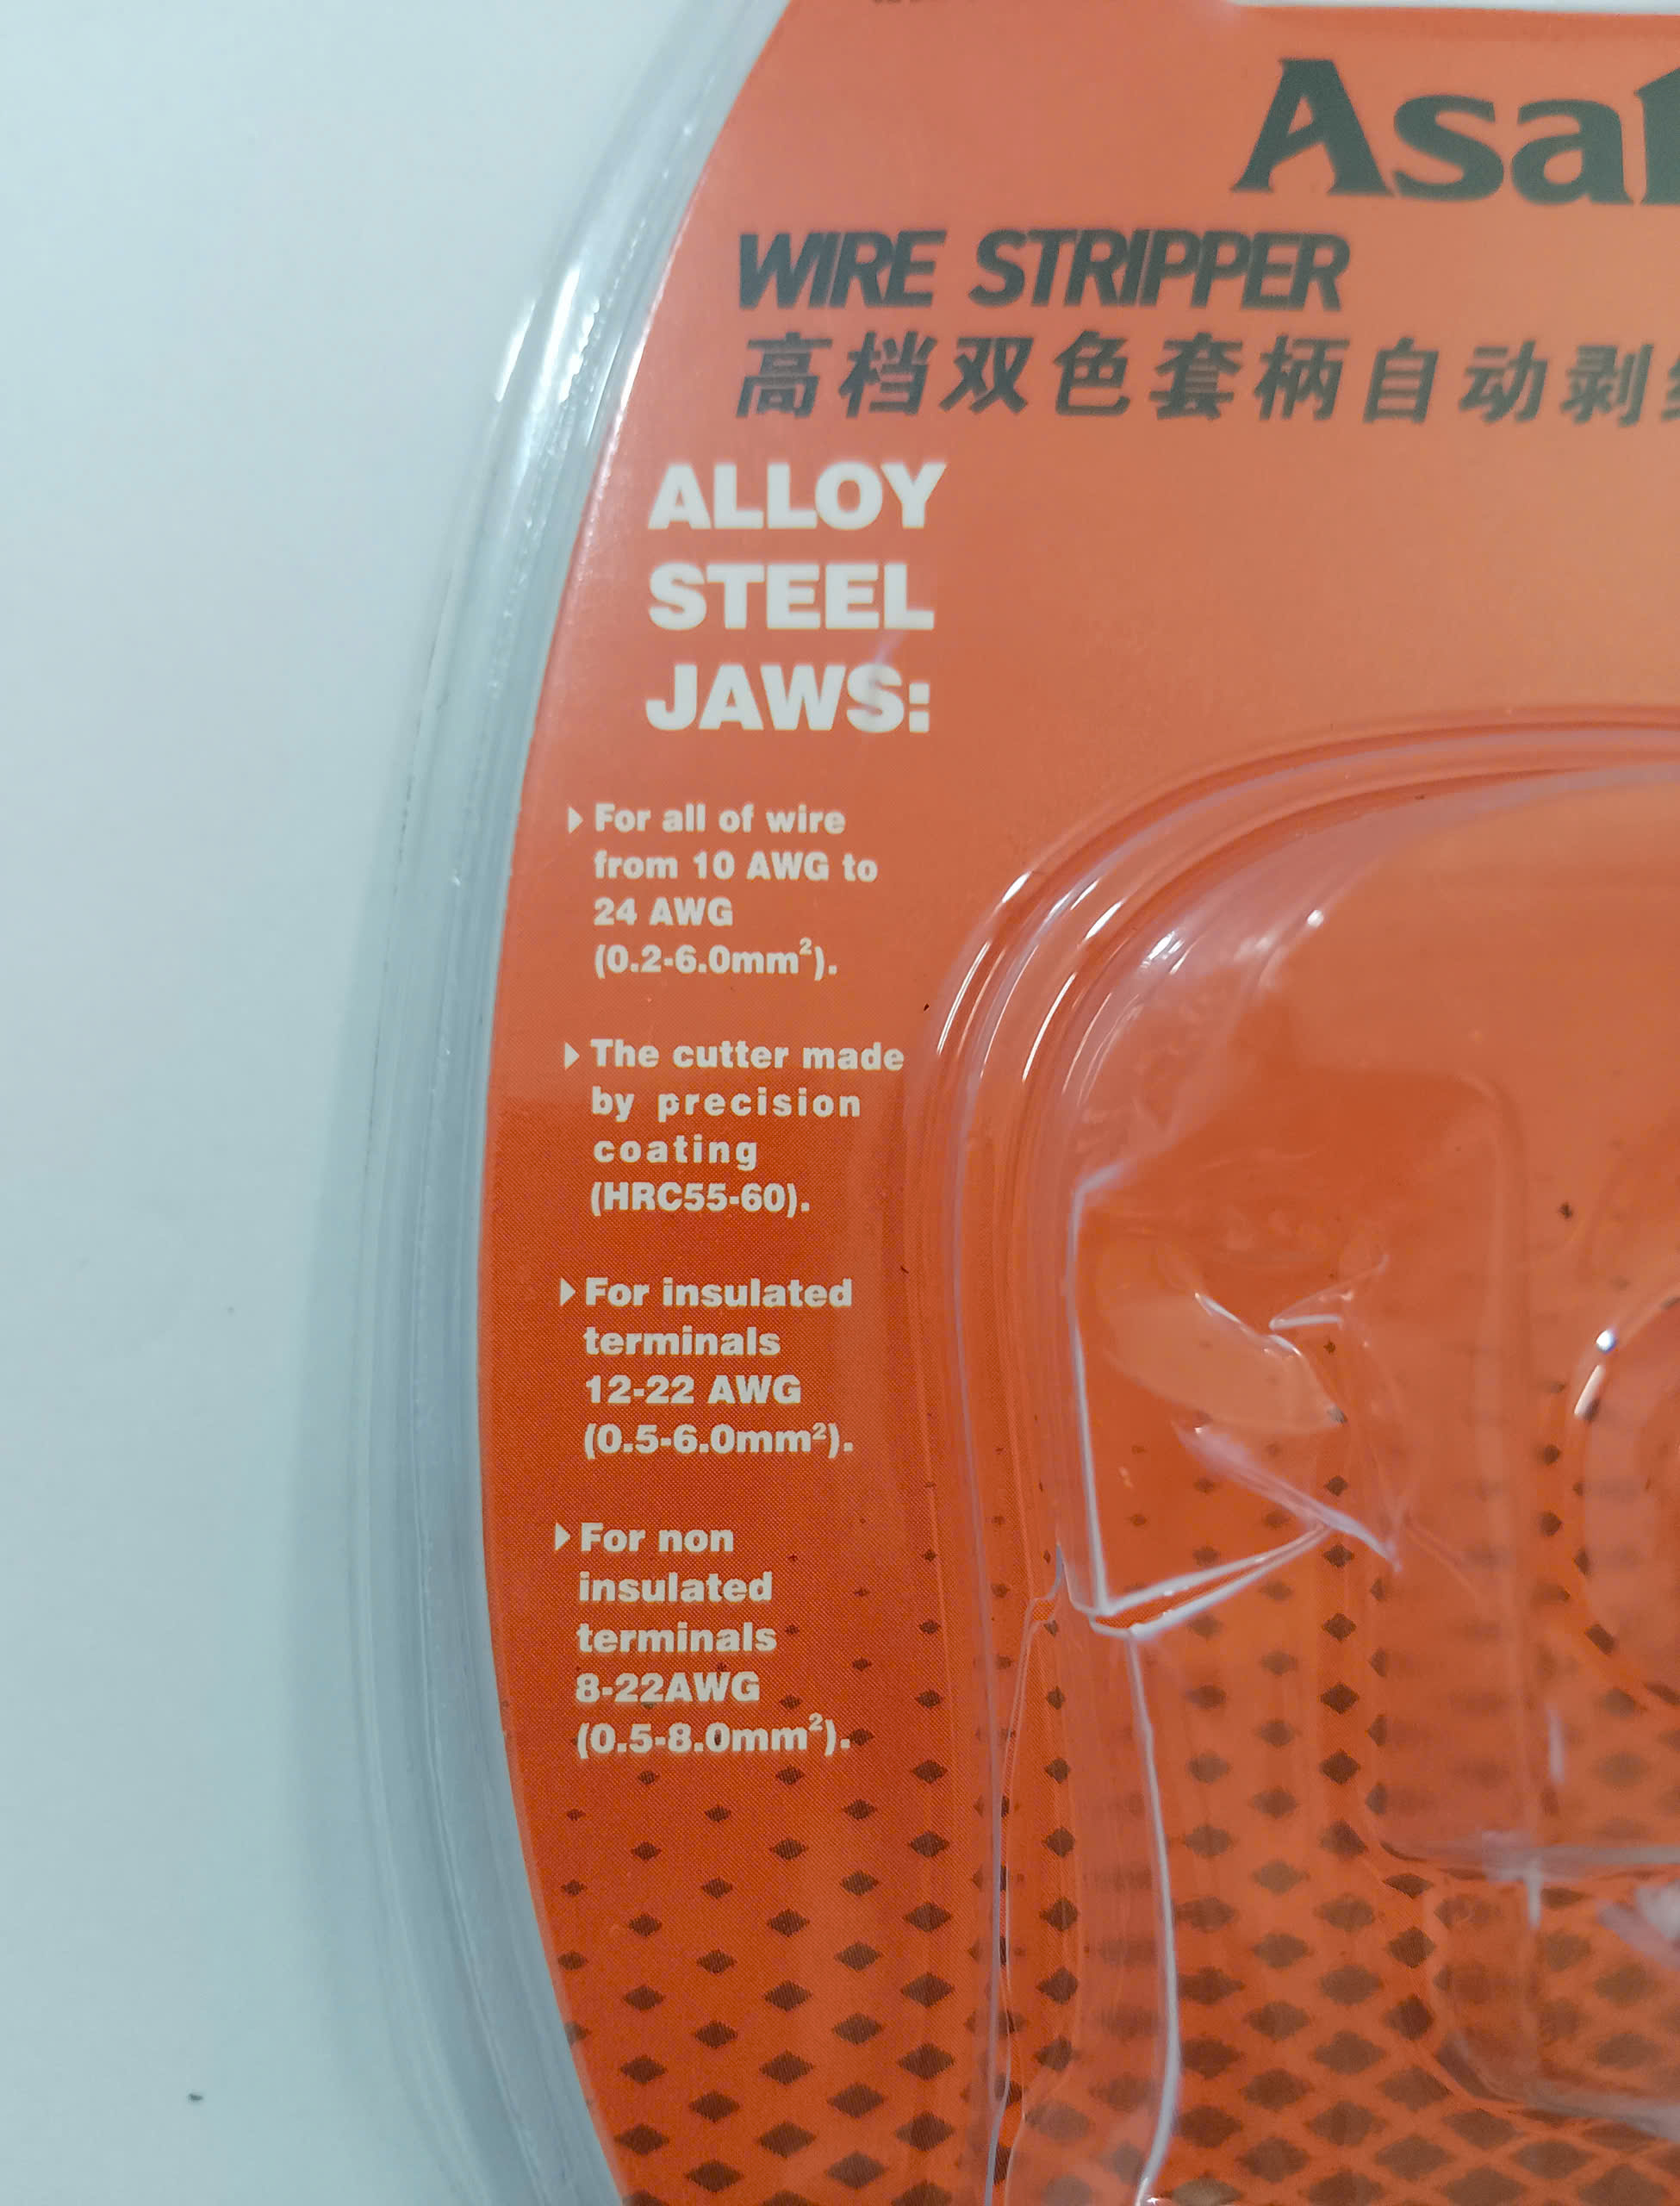 WIRE STRIPPER
高档双色套柄自动剥
ALLOY
STEEL
JAWS:
For all of wire
from 10 AWG to
24 AWG
(0.2-6.0mm²).
The cutter made
by precision
coating
(HRC55-60).
For insulated
terminals
12-22 AWG
(0.5-6.0mm²).
For non
insulated
terminals
8-22AWG
(0.5-8.0mm²).